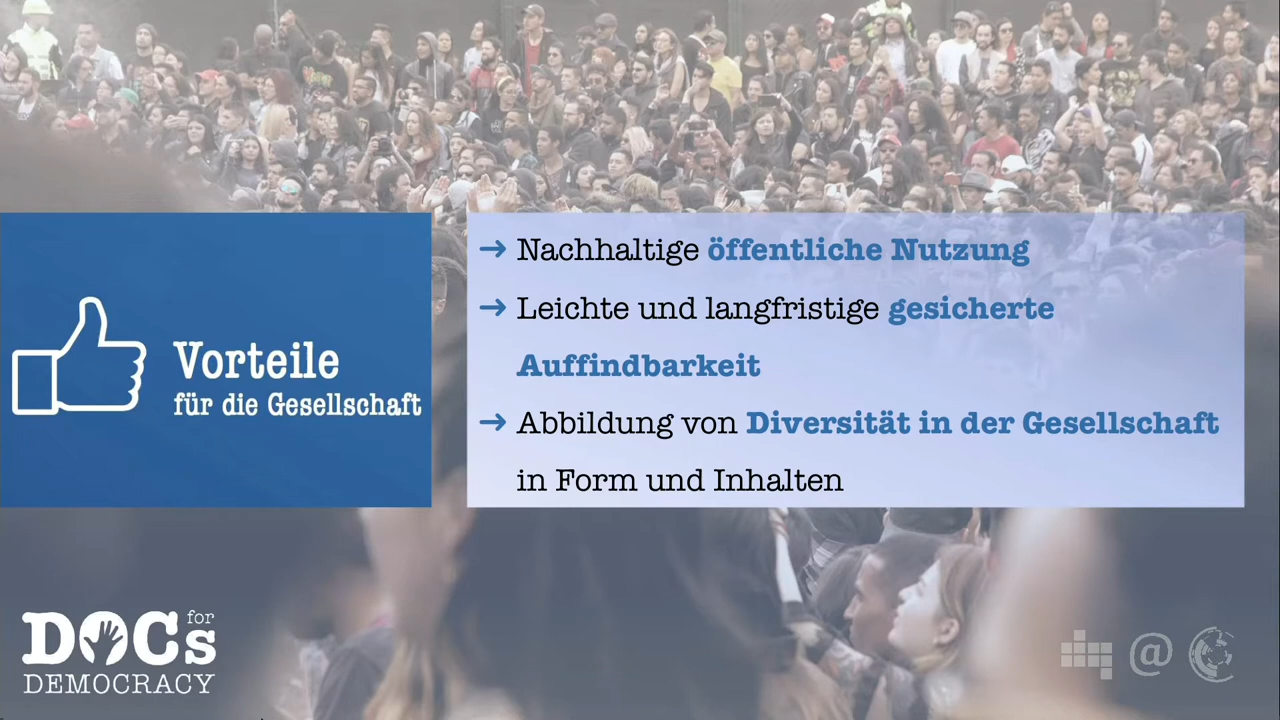 Vorteile
für die Gesellschaft
→ Nachhaltige öffentliche Nutzung
→ Leichte und langfristige gesicherte
Auffindbarkeit
→ Abbildung von Diversität in der Gesellschaft
in Form und Inhalten
DOCs for
DEMOCRACY
@